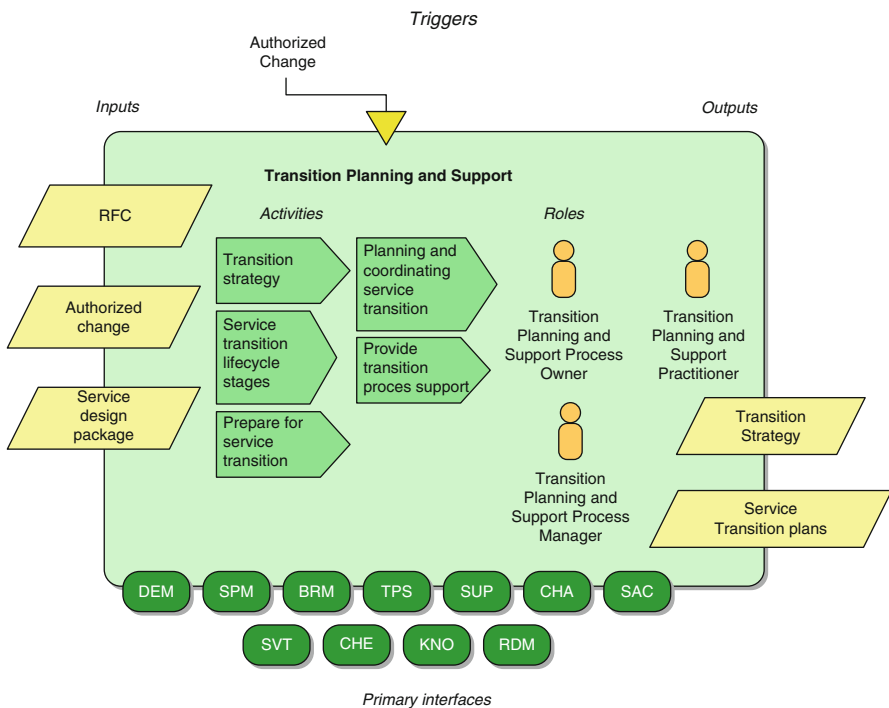 Triggers
Authorized
Change
Inputs
Outputs
Transition Planning and Support
RFC
Authorized
change
Service
design
package
Activities
Transition
strategy
Service
transition
lifecycle
stages
Prepare for
service
transition
Planning and
coordinating
service
transition
Provide
transition
proces support
Roles
Transition
Planning and
Support Process
Owner
Transition
Planning and
Support
Practitioner
Transition
Planning and
Support Process
Manager
Transition
Strategy
Service
Transition plans
DEM SPM BRM TPS SUP CHA SAC
SVT CHE KNO RDM
Primary interfaces